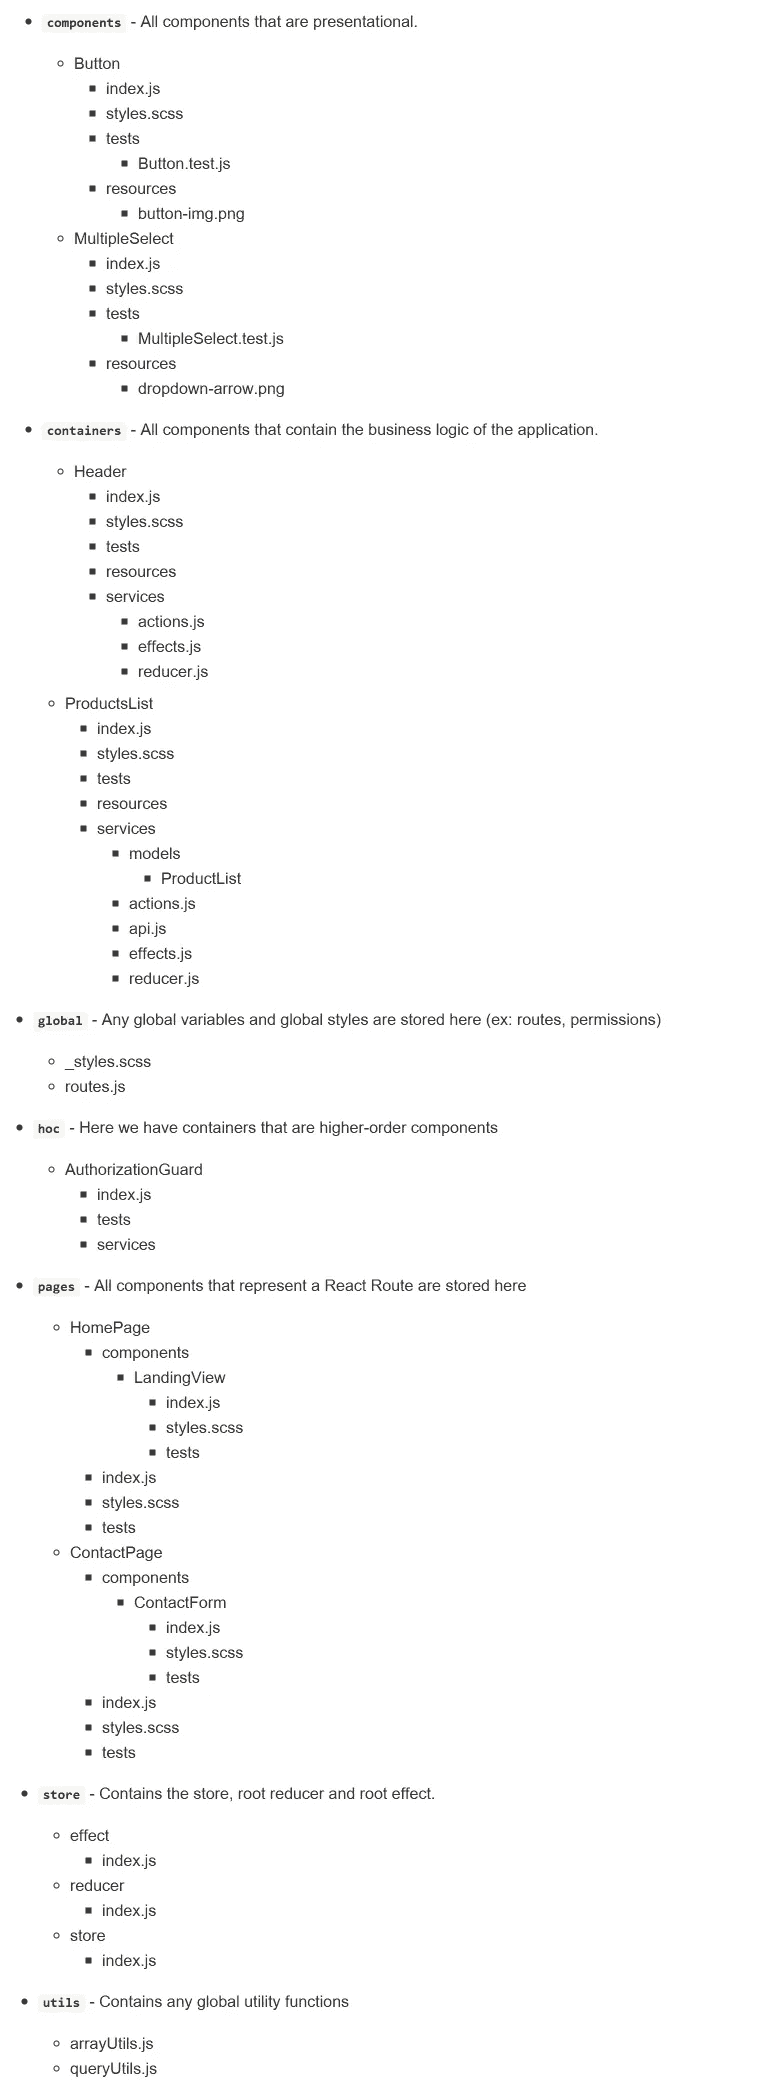 components - All components that are presentational.
Button
index.js
styles.scss
tests
Button.test.js
resources
button-img.png
MultipleSelect
index.js
styles.scss
tests
MultipleSelect.test.js
resources
dropdown-arrow.png
containers - All components that contain the business logic of the application.
Header
index.js
styles.scss
tests
resources
services
actions.js
effects.js
reducer.js
ProductsList
index.js
styles.scss
tests
resources
services
models
ProductList
actions.js
api.js
effects.js
reducer.js
global - Any global variables and global styles are stored here (ex: routes, permissions)
_styles.scss
routes.js
hoc - Here we have containers that are higher-order components
AuthorizationGuard
index.js
tests
services
pages - All components that represent a React Route are stored here
HomePage
components
LandingView
index.js
styles.scss
tests
index.js
styles.scss
tests
ContactPage
components
ContactForm
index.js
styles.scss
tests
index.js
styles.scss
tests
store - Contains the store, root reducer and root effect.
effect
index.js
reducer
index.js
store
index.js
utils - Contains any global utility functions
arrayUtils.js
queryUtils.js